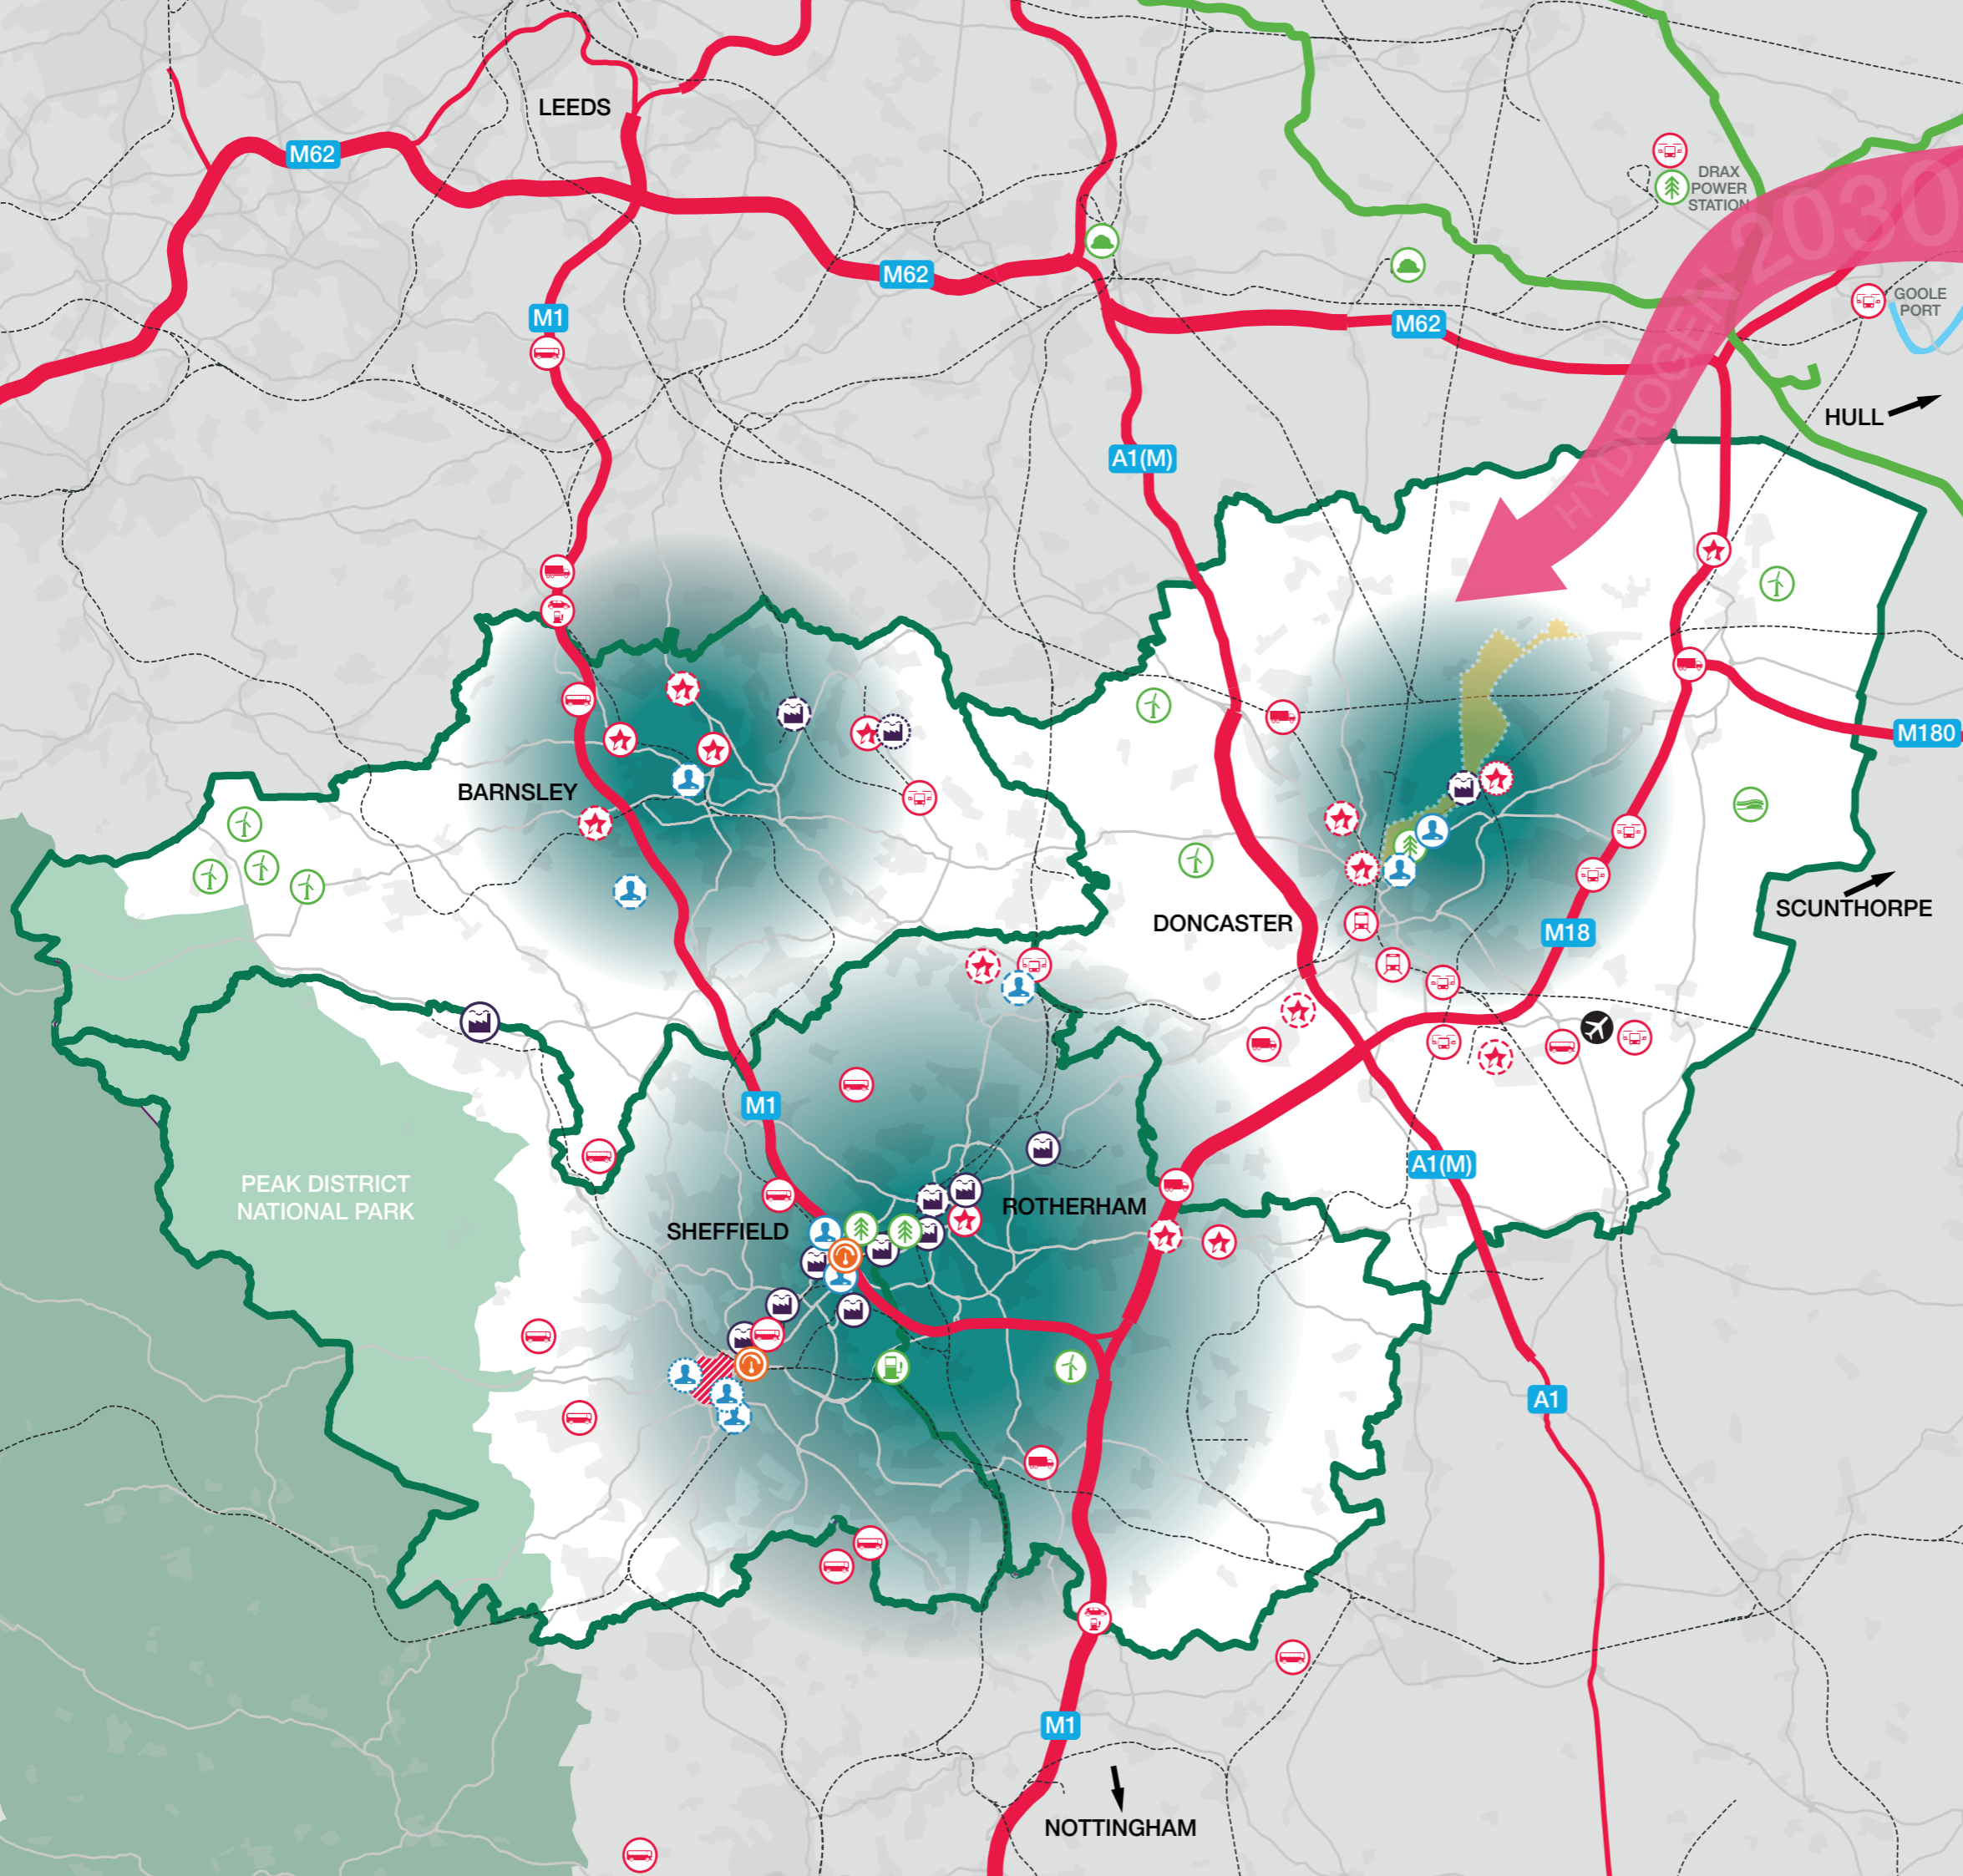 LEEDS
M62
DRAX
POWER
STATION
HYDROGEN 2030
M62
GOOLE
PORT
M1
M62
HULL
A1(M)
M180
BARNSLEY
SCUNTHORPE
DONCASTER
M18
M1
A1(M)
PEAK DISTRICT
NATIONAL PARK
ROTHERHAM
SHEFFIELD
A1
M1
NOTTINGHAM